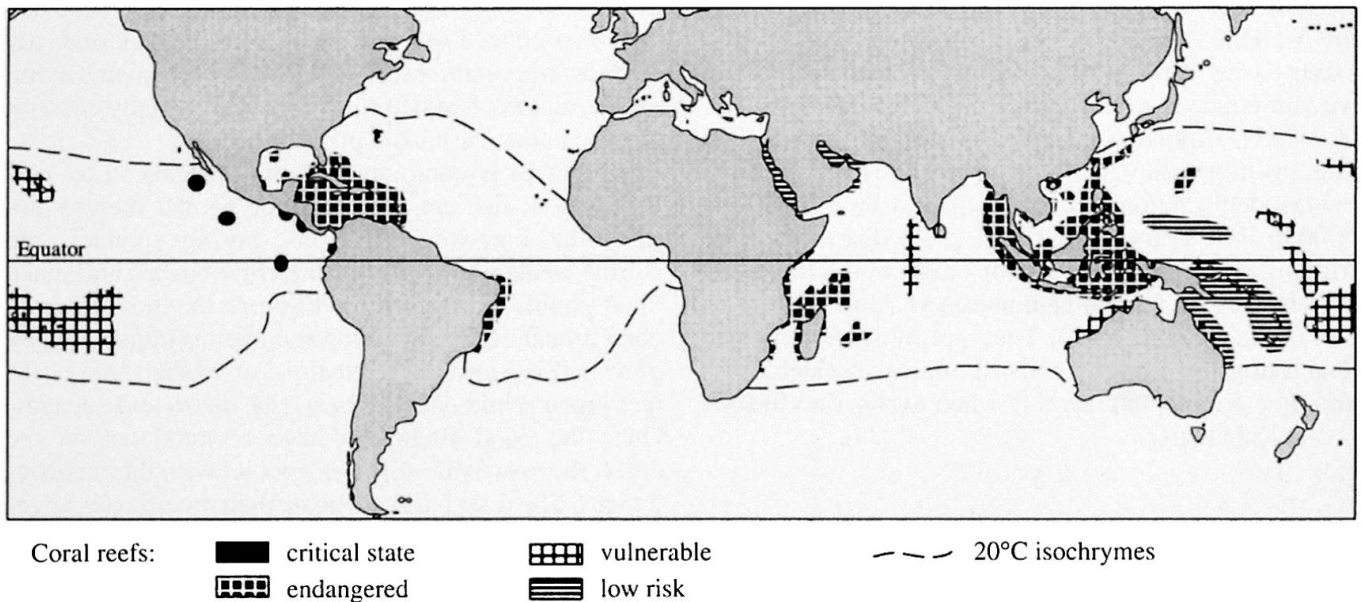 Equator
Coral reefs: critical state vulnerable 20°C isochrymes
endangered low risk